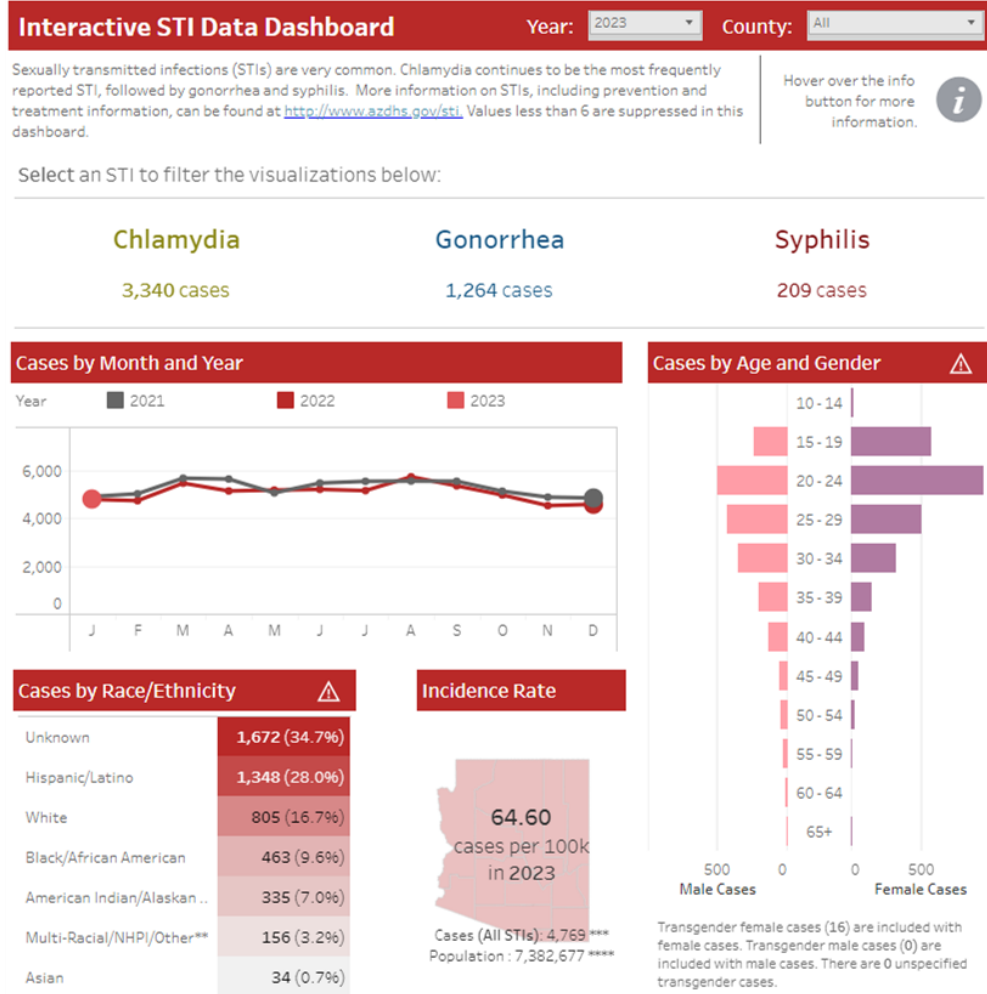 Interactive STI Data Dashboard
Year: 2023
County: All
Sexually transmitted infections (STIs) are very common. Chlamydia continues to be the most frequently
reported STI, followed by gonorrhea and syphilis. More information on STIs, including prevention and
treatment information, can be found at http://www.azdhs.gov/sti. Values less than 6 are suppressed in this
dashboard.
Hover over the info
button for more
information.
i
Select an STI to filter the visualizations below:
Chlamydia
3,340 cases
Gonorrhea
1,264 cases
Syphilis
209 cases
Cases by Month and Year
Year 2021 2022 2023
6,000
4,000
2,000
0
J F M A M J J A S O N D
Cases by Age and Gender
10 - 14
15 - 19
20 - 24
25 - 29
30 - 34
35 - 39
40 - 44
45 - 49
50 - 54
55 - 59
60 - 64
65+
500 0 0 500
Male Cases Female Cases
Transgender female cases (16) are included with
female cases. Transgender male cases (0) are
included with male cases. There are 0 unspecified
transgender cases.
Cases by Race/Ethnicity
Unknown 1,672 (34.7%)
Hispanic/Latino 1,348 (28.0%)
White 805 (16.7%)
Black/African American 463 (9.6%)
American Indian/Alaskan .. 335 (7.0%)
Multi-Racial/NHPI/Other** 156 (3.2%)
Asian 34 (0.7%)
Incidence Rate
64.60
cases per 100k
in 2023
Cases (All STIs): 4,769 ***
Population : 7,382,677 ****